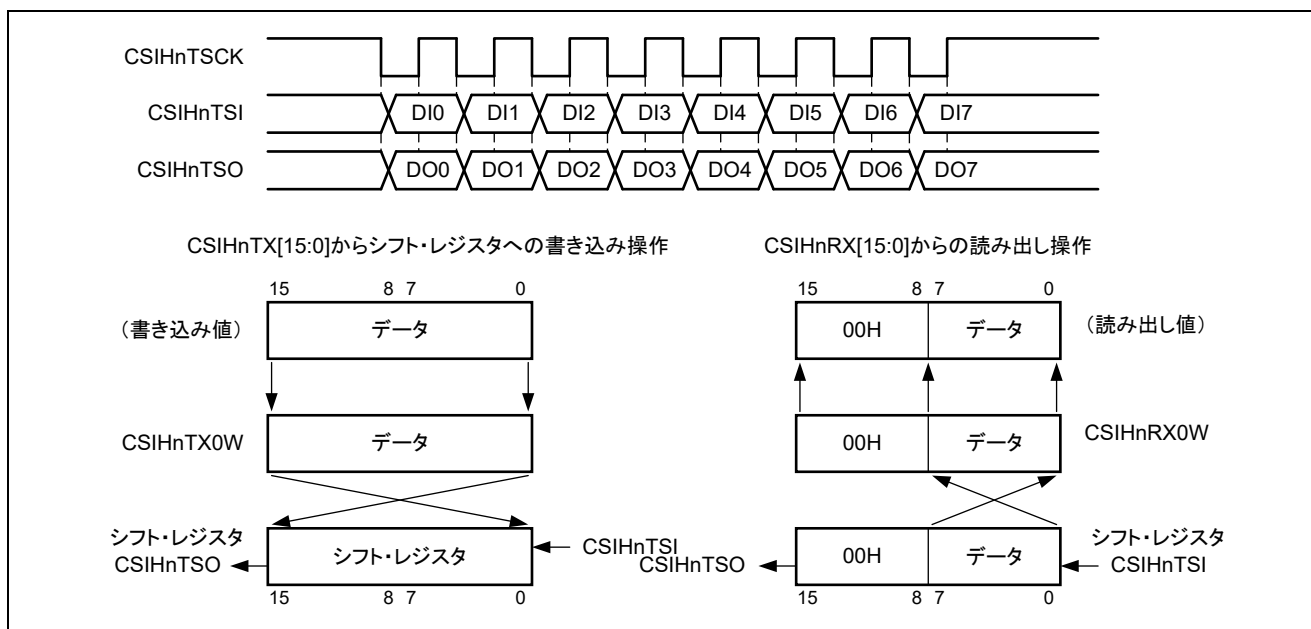 CSIHnTSCK
CSIHnTSI DI0 DI1 DI2 DI3 DI4 DI5 DI6 DI7
CSIHnTSO DO0 DO1 DO2 DO3 DO4 DO5 DO6 DO7
CSIHnTX[15:0]からシフト・レジスタへの書き込み操作
15 8 7 0
（書き込み値） データ
CSIHnTX0W データ
シフト・レジスタ
CSIHnTSO シフト・レジスタ CSIHnTSI
15 8 7 0
CSIHnRX[15:0]からの読み出し操作
15 8 7 0
00H データ （読み出し値）
00H データ CSIHnRX0W
シフト・レジスタ
CSIHnTSO 00H データ CSIHnTSI
15 8 7 0